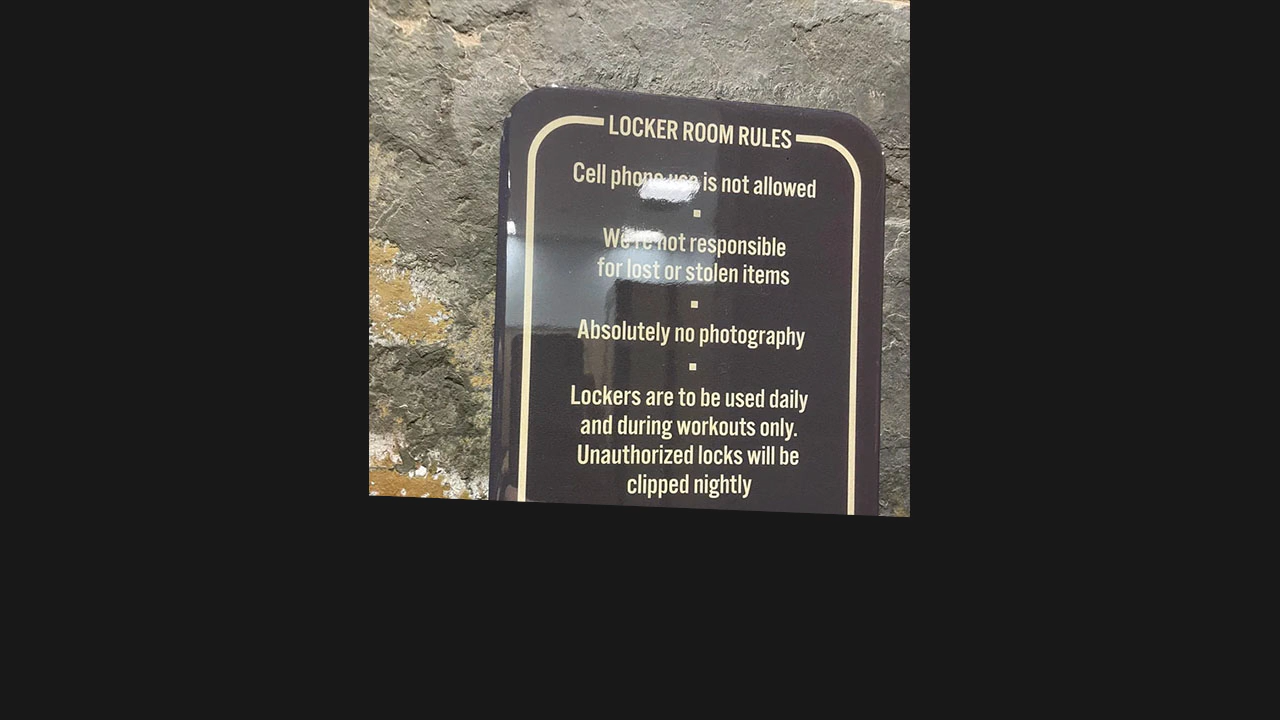 LOCKER ROOM RULES
Cell phone use is not allowed
We're not responsible
for lost or stolen items
Absolutely no photography
Lockers are to be used daily
and during workouts only.
Unauthorized locks will be
clipped nightly